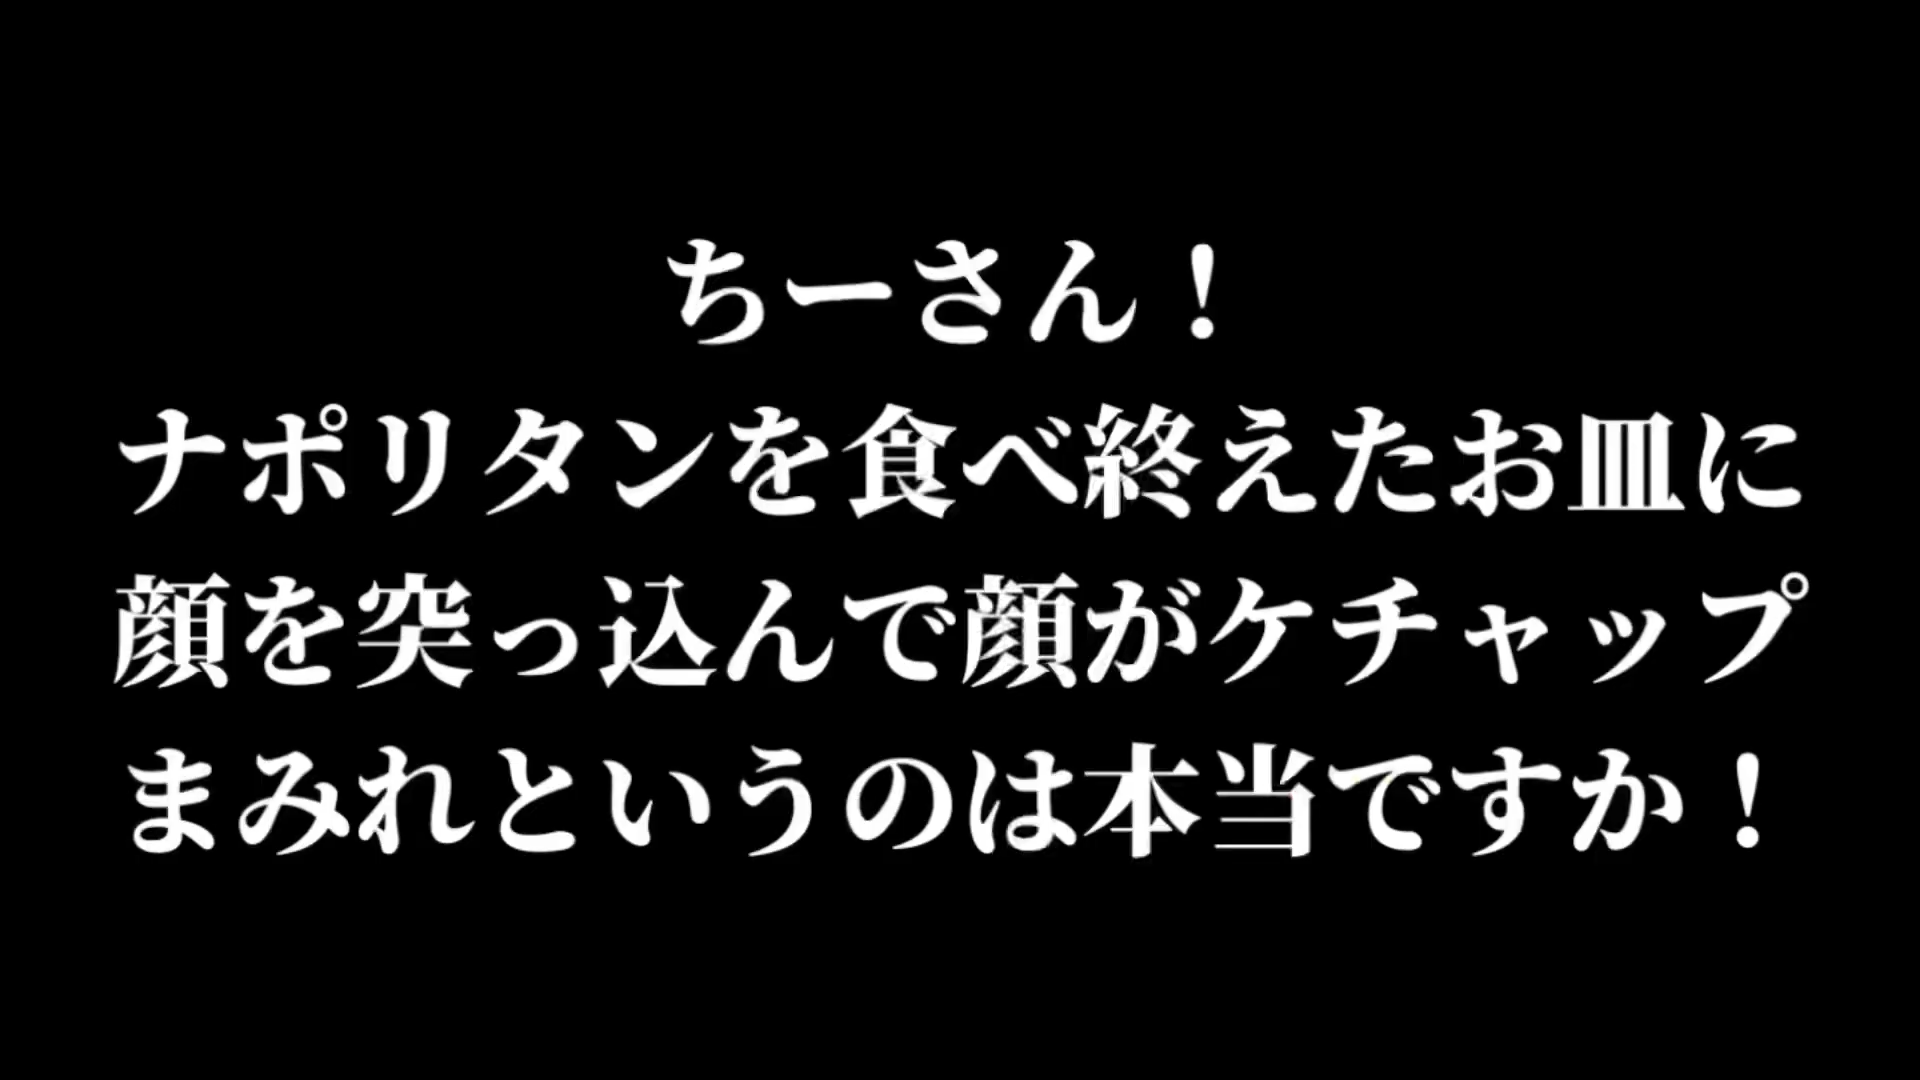 ちーさん！
ナポリタンを食べ終えたお皿に
顔を突っ込んで顔がケチャップ
まみれというのは本当ですか！